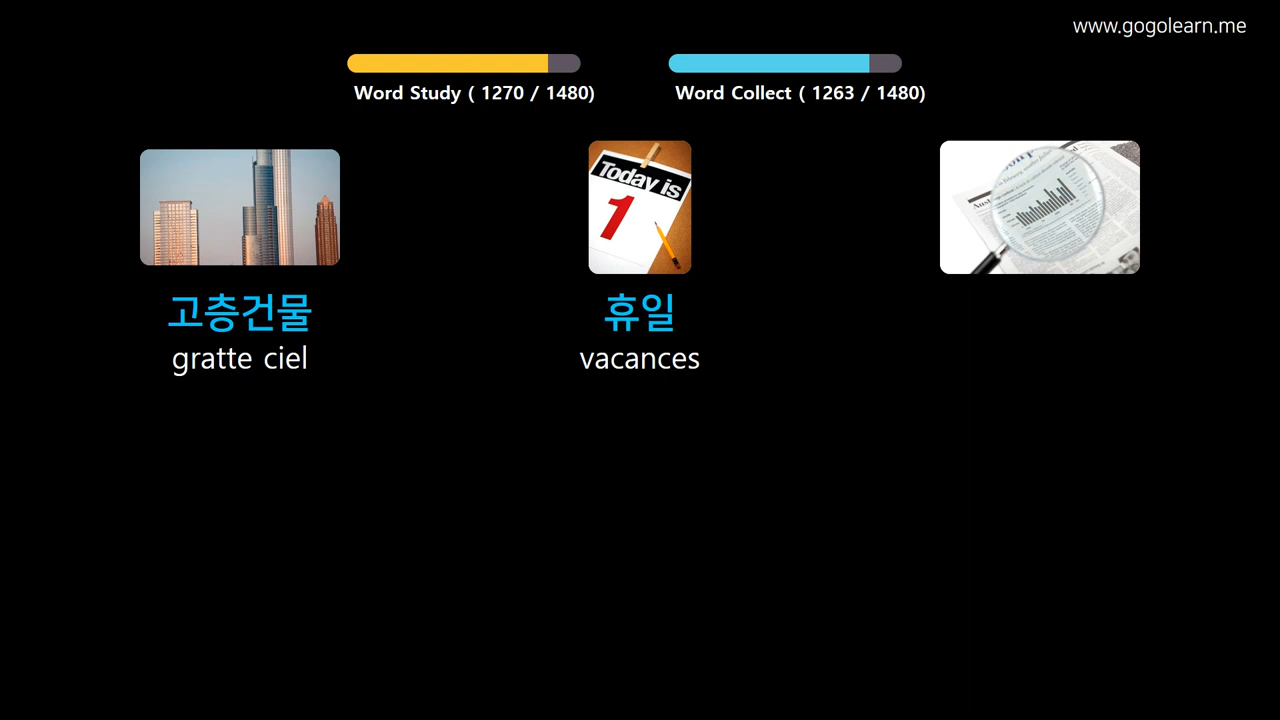 www.gogolearn.me
Word Study ( 1270 / 1480)
Word Collect ( 1263 / 1480)
Today is
1
고층건물
휴일
gratte ciel
vacances